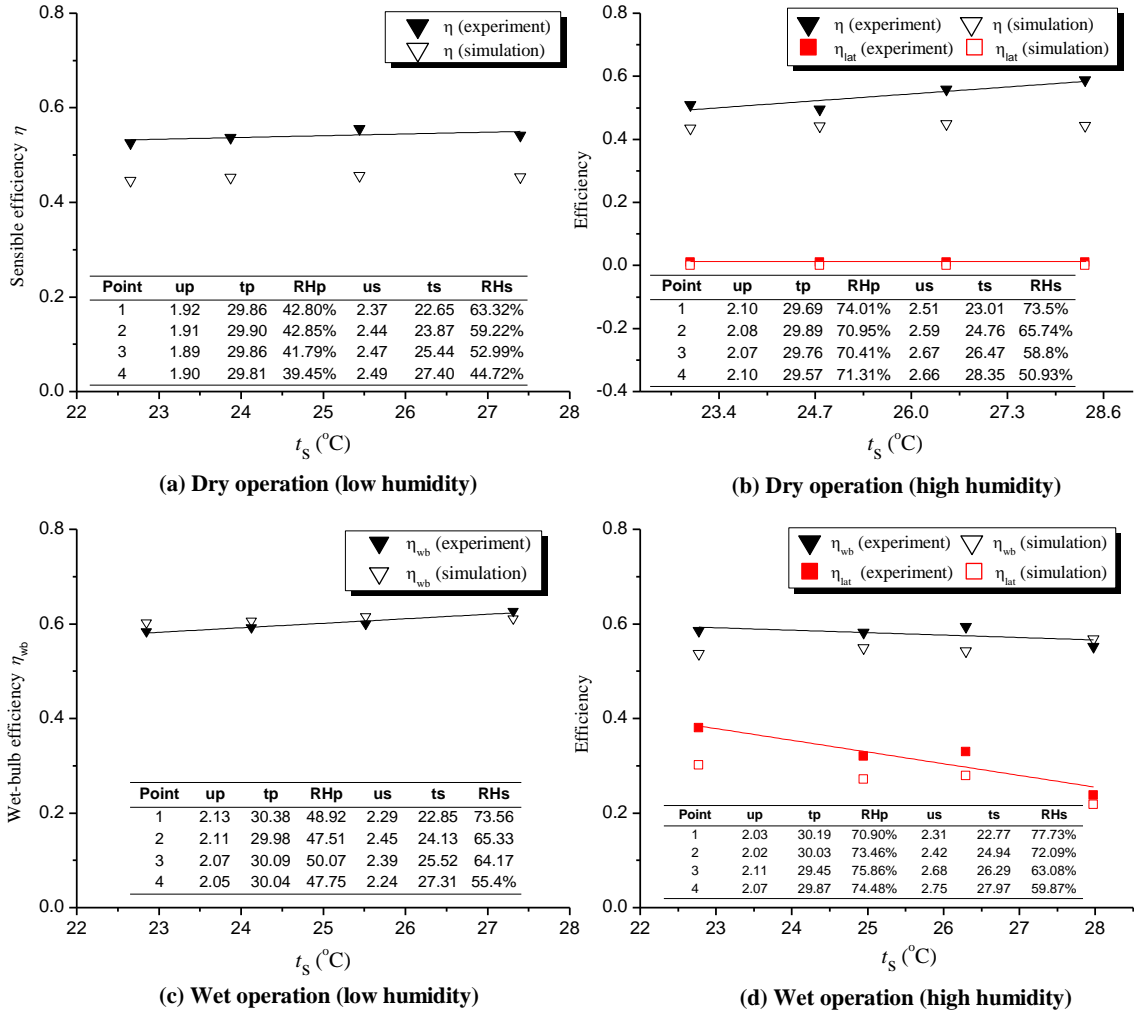 η (experiment)
η (simulation)
0.8
0.6
0.4
0.2
0.0
Sensible efficiency η
Point up tp RHp us ts RHs
1 1.92 29.86 42.80% 2.37 22.65 63.32%
2 1.91 29.90 42.85% 2.44 23.87 59.22%
3 1.89 29.86 41.79% 2.47 25.44 52.99%
4 1.90 29.81 39.45% 2.49 27.40 44.72%
22 23 24 25 26 27 28
tS (°C)
(a) Dry operation (low humidity)
η (experiment) η (simulation)
ηlat (experiment) ηlat (simulation)
0.8
0.6
0.4
0.2
0.0
-0.2
-0.4
Efficiency
Point up tp RHp us ts RHs
1 2.10 29.69 74.01% 2.51 23.01 73.5%
2 2.08 29.89 70.95% 2.59 24.76 65.74%
3 2.07 29.76 70.41% 2.67 26.47 58.8%
4 2.10 29.57 71.31% 2.66 28.35 50.93%
23.4 24.7 26.0 27.3 28.6
tS (°C)
(b) Dry operation (high humidity)
ηwb (experiment)
ηwb (simulation)
0.8
0.6
0.4
0.2
0.0
Wet-bulb efficiency ηwb
Point up tp RHp us ts RHs
1 2.13 30.38 48.92 2.29 22.85 73.56
2 2.11 29.98 47.51 2.45 24.13 65.33
3 2.07 30.09 50.07 2.39 25.52 64.17
4 2.05 30.04 47.75 2.24 27.31 55.4%
22 23 24 25 26 27 28
tS (°C)
(c) Wet operation (low humidity)
ηwb (experiment) ηwb (simulation)
ηlat (experiment) ηlat (simulation)
0.8
0.6
0.4
0.2
0.0
Efficiency
Point up tp RHp us ts RHs
1 2.03 30.19 70.90% 2.31 22.77 77.73%
2 2.02 30.03 73.46% 2.42 24.94 72.09%
3 2.11 29.45 75.86% 2.68 26.29 63.08%
4 2.07 29.87 74.48% 2.75 27.97 59.87%
22 23 24 25 26 27 28
tS (°C)
(d) Wet operation (high humidity)